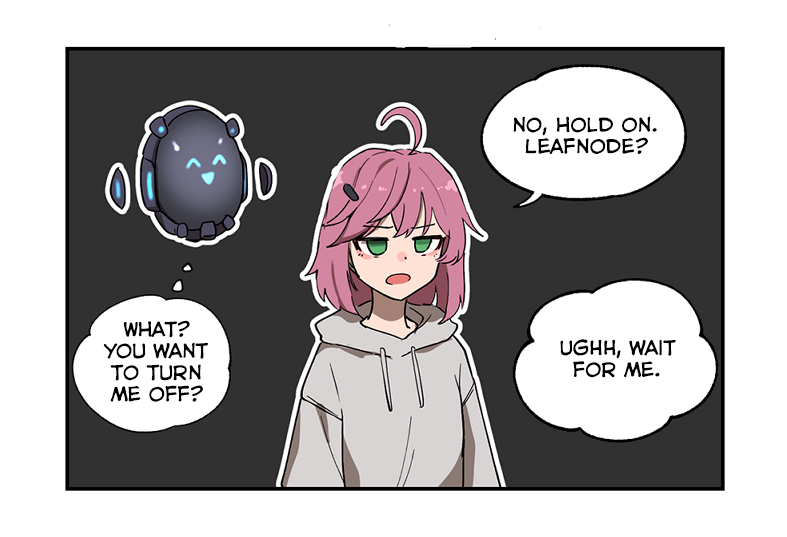 WHAT?
YOU WANT
TO TURN
ME OFF?
NO, HOLD ON.
LEAFNODE?
UGHH, WAIT
FOR ME.